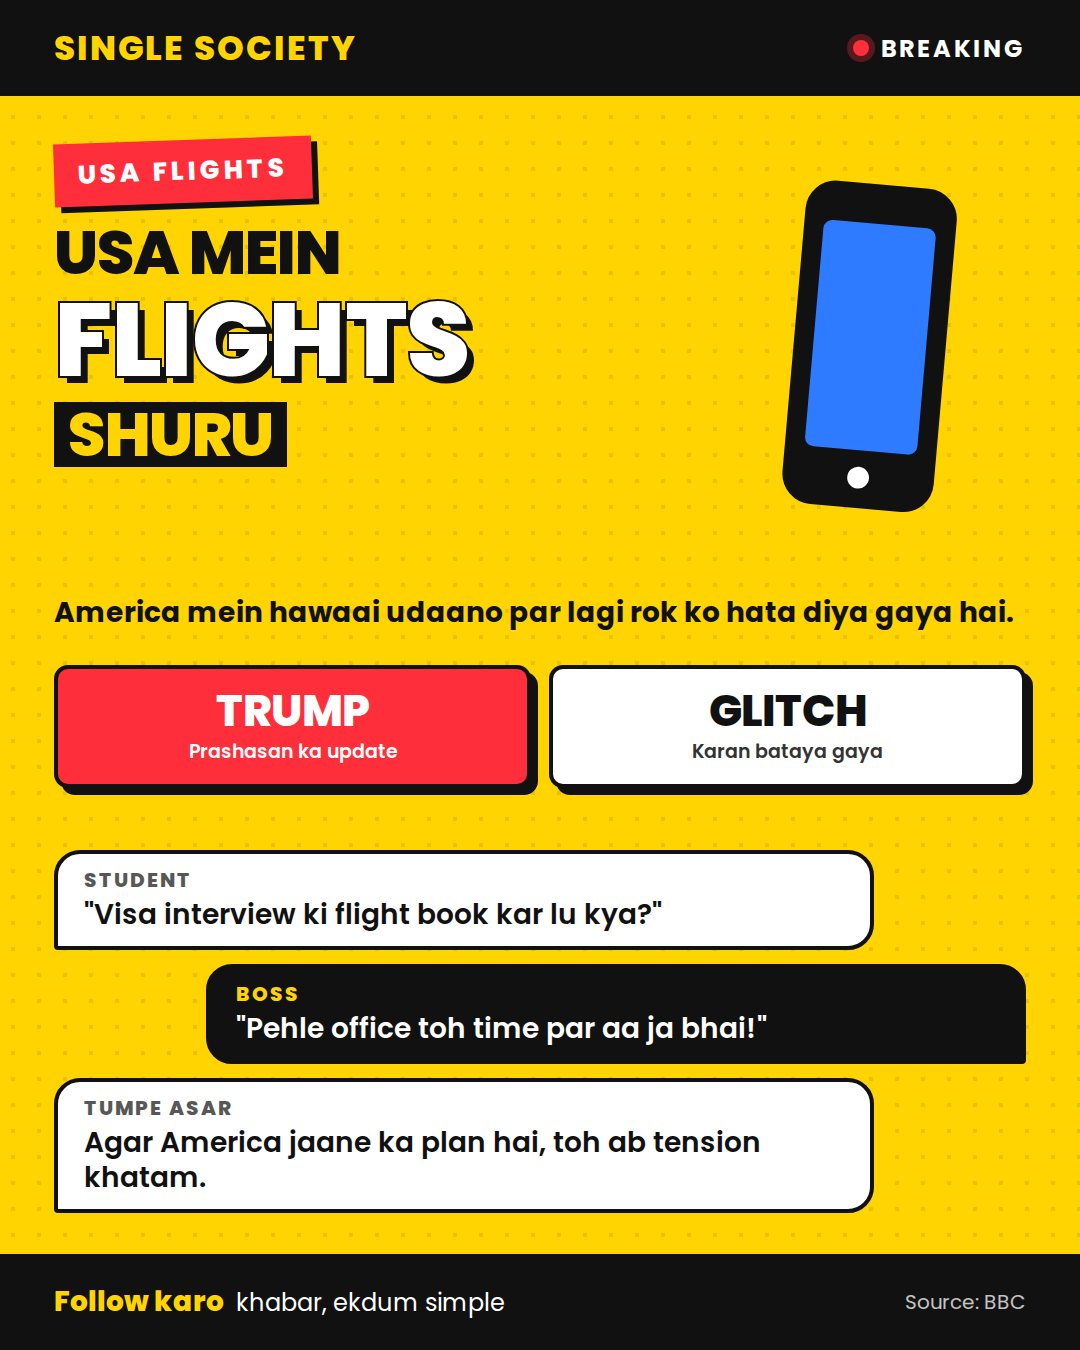 SINGLE SOCIETY
BREAKING
USA FLIGHTS
USA MEIN
FLIGHTS
SHURU
America mein hawaai udaano par lagi rok ko hata diya gaya hai.
TRUMP
Prashasan ka update
GLITCH
Karan bataya gaya
STUDENT
"Visa interview ki flight book kar lu kya?"
BOSS
"Pehle office toh time par aa ja bhai!"
TUMPE ASAR
Agar America jaane ka plan hai, toh ab tension
khatam.
Follow karo khabar, ekdum simple
Source: BBC